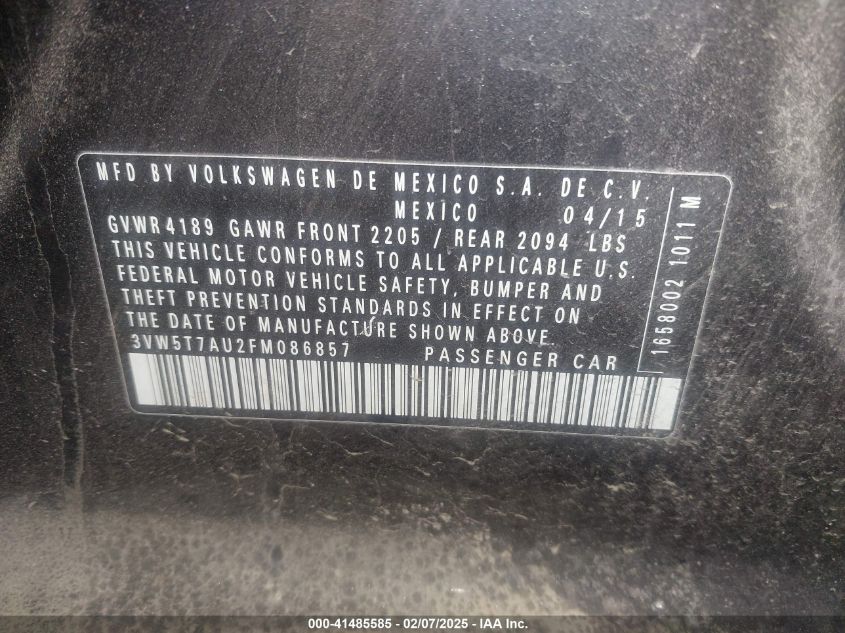 MFD BY VOLKSWAGEN DE MEXICO S.A. DE C.V.
MEXICO 04/15
GVWR 4189 GAWR FRONT 2205 / REAR 2094 LBS
THIS VEHICLE CONFORMS TO ALL APPLICABLE U.S.
FEDERAL MOTOR VEHICLE SAFETY, BUMPER AND
THEFT PREVENTION STANDARDS IN EFFECT ON
THE DATE OF MANUFACTURE SHOWN ABOVE.
3VW5T7AU2FM086857 PASSENGER CAR
1658002 1011 M
000-41485585 - 02/07/2025 - IAA Inc.